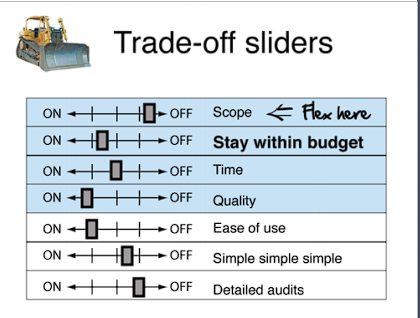 Trade-off sliders
ON OFF Scope Flex here
ON OFF Stay within budget
ON OFF Time
ON OFF Quality
ON OFF Ease of use
ON OFF Simple simple simple
ON OFF Detailed audits